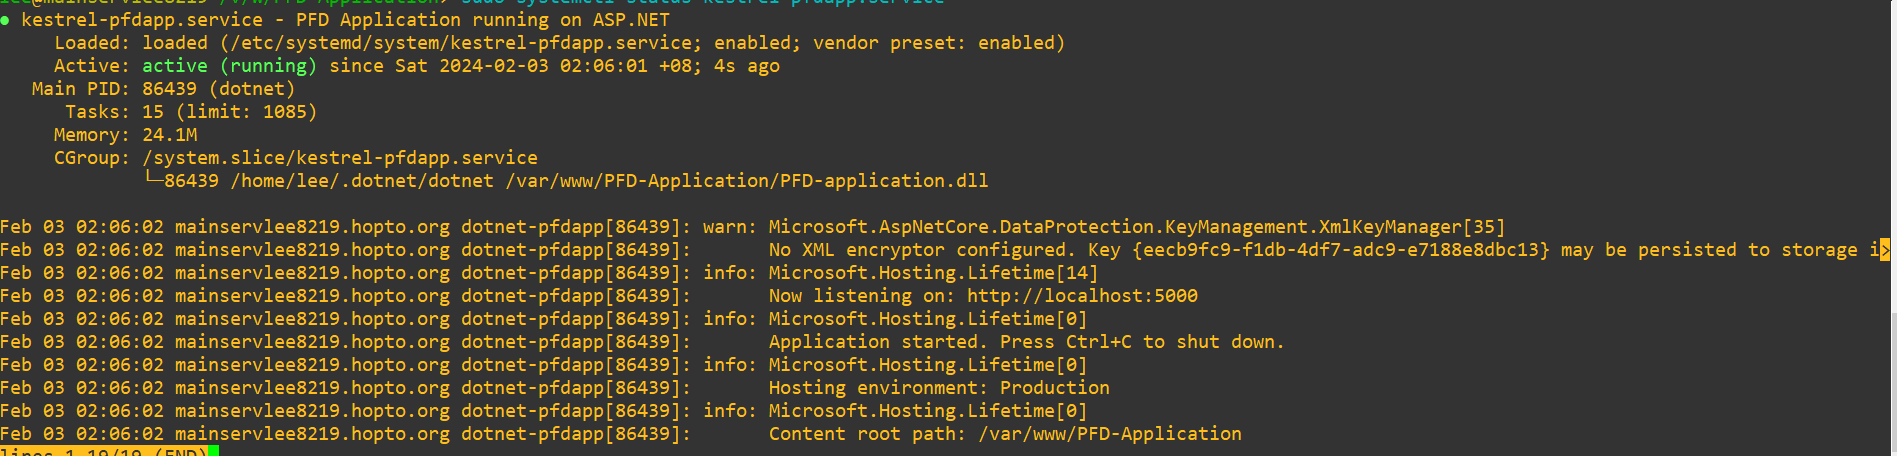 lee@mainservlee8219 /v/w/PFD-Application> sudo systemctl status kestrel-pfdapp.service
● kestrel-pfdapp.service - PFD Application running on ASP.NET
Loaded: loaded (/etc/systemd/system/kestrel-pfdapp.service; enabled; vendor preset: enabled)
Active: active (running) since Sat 2024-02-03 02:06:01 +08; 4s ago
Main PID: 86439 (dotnet)
Tasks: 15 (limit: 1085)
Memory: 24.1M
CGroup: /system.slice/kestrel-pfdapp.service
└─86439 /home/lee/.dotnet/dotnet /var/www/PFD-Application/PFD-application.dll
Feb 03 02:06:02 mainservlee8219.hopto.org dotnet-pfdapp[86439]: warn: Microsoft.AspNetCore.DataProtection.KeyManagement.XmlKeyManager[35]
Feb 03 02:06:02 mainservlee8219.hopto.org dotnet-pfdapp[86439]: No XML encryptor configured. Key {eecb9fc9-f1db-4df7-adc9-e7188e8dbc13} may be persisted to storage i>
Feb 03 02:06:02 mainservlee8219.hopto.org dotnet-pfdapp[86439]: info: Microsoft.Hosting.Lifetime[14]
Feb 03 02:06:02 mainservlee8219.hopto.org dotnet-pfdapp[86439]: Now listening on: http://localhost:5000
Feb 03 02:06:02 mainservlee8219.hopto.org dotnet-pfdapp[86439]: info: Microsoft.Hosting.Lifetime[0]
Feb 03 02:06:02 mainservlee8219.hopto.org dotnet-pfdapp[86439]: Application started. Press Ctrl+C to shut down.
Feb 03 02:06:02 mainservlee8219.hopto.org dotnet-pfdapp[86439]: info: Microsoft.Hosting.Lifetime[0]
Feb 03 02:06:02 mainservlee8219.hopto.org dotnet-pfdapp[86439]: Hosting environment: Production
Feb 03 02:06:02 mainservlee8219.hopto.org dotnet-pfdapp[86439]: info: Microsoft.Hosting.Lifetime[0]
Feb 03 02:06:02 mainservlee8219.hopto.org dotnet-pfdapp[86439]: Content root path: /var/www/PFD-Application
lines 1-19/19 (END)